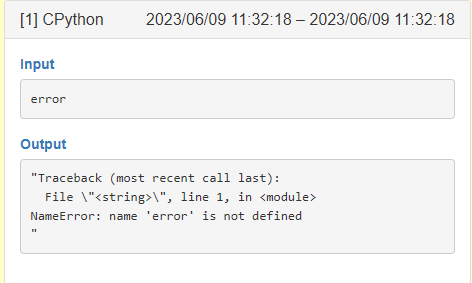 [1] CPython 2023/06/09 11:32:18 – 2023/06/09 11:32:18
Input
error
Output
"Traceback (most recent call last):
  File \"<string>\", line 1, in <module>
NameError: name 'error' is not defined
"